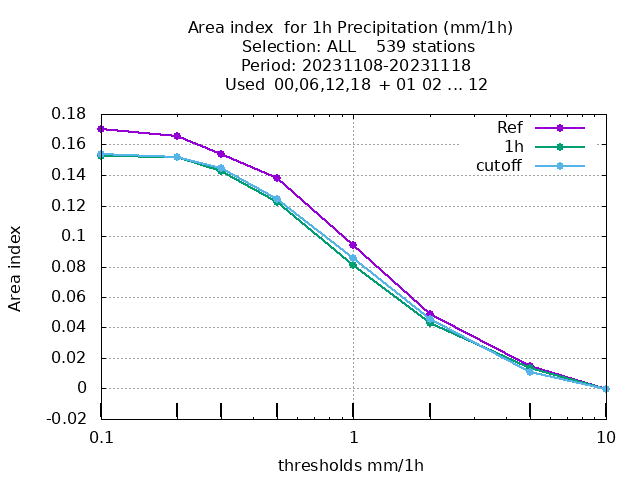 Area index  for 1h Precipitation (mm/1h)
Selection: ALL    539 stations
Period: 20231108-20231118
Used  00,06,12,18 + 01 02 ... 12
0.18
0.16
0.14
0.12
0.1
0.08
0.06
0.04
0.02
0
-0.02
Area index
Ref
1h
cutoff
0.1 1 10
thresholds mm/1h